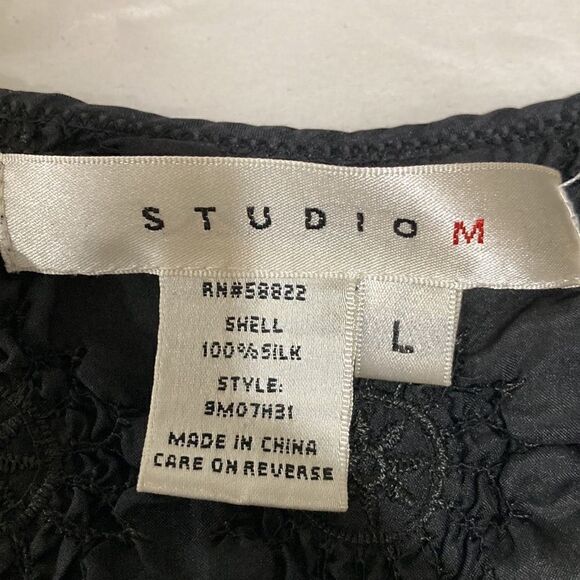 STUDIO M
RN#58822
SHELL
100%SILK
STYLE:
9M07H31
MADE IN CHINA
CARE ON REVERSE
L